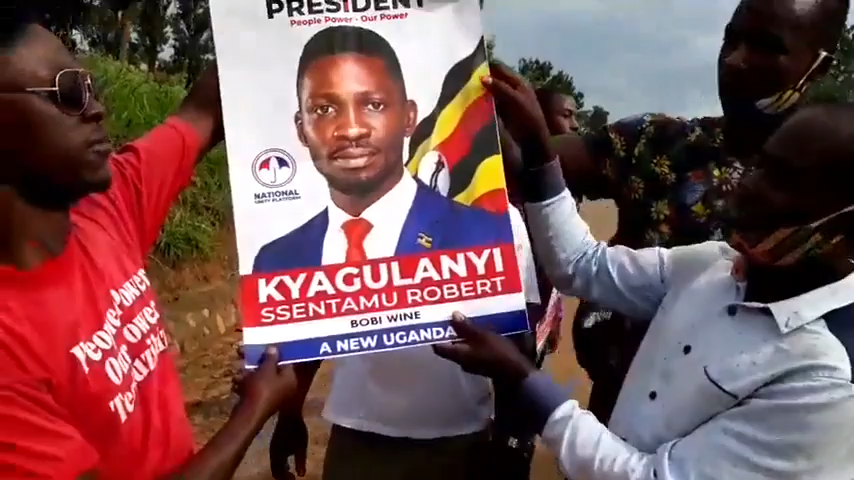 PRESIDENT
People Power - Our Power
NATIONAL
UNITY PLATFORM
KYAGULANYI
SSENTAMU ROBERT
BOBI WINE
A NEW UGANDA
People Power
Our Power